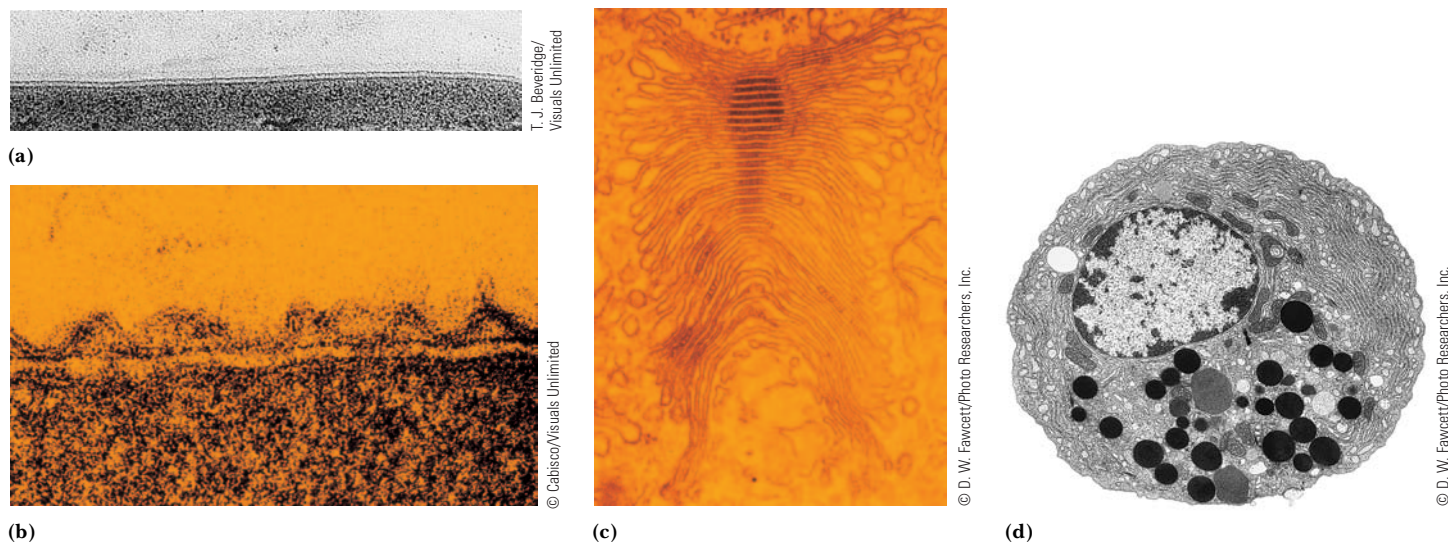 T. J. Beveridge/
Visuals Unlimited
(a)
© Cabisco/Visuals Unlimited
(b)
© D. W. Fawcett/Photo Researchers, Inc.
(c)
© D. W. Fawcett/Photo Researchers, Inc.
(d)